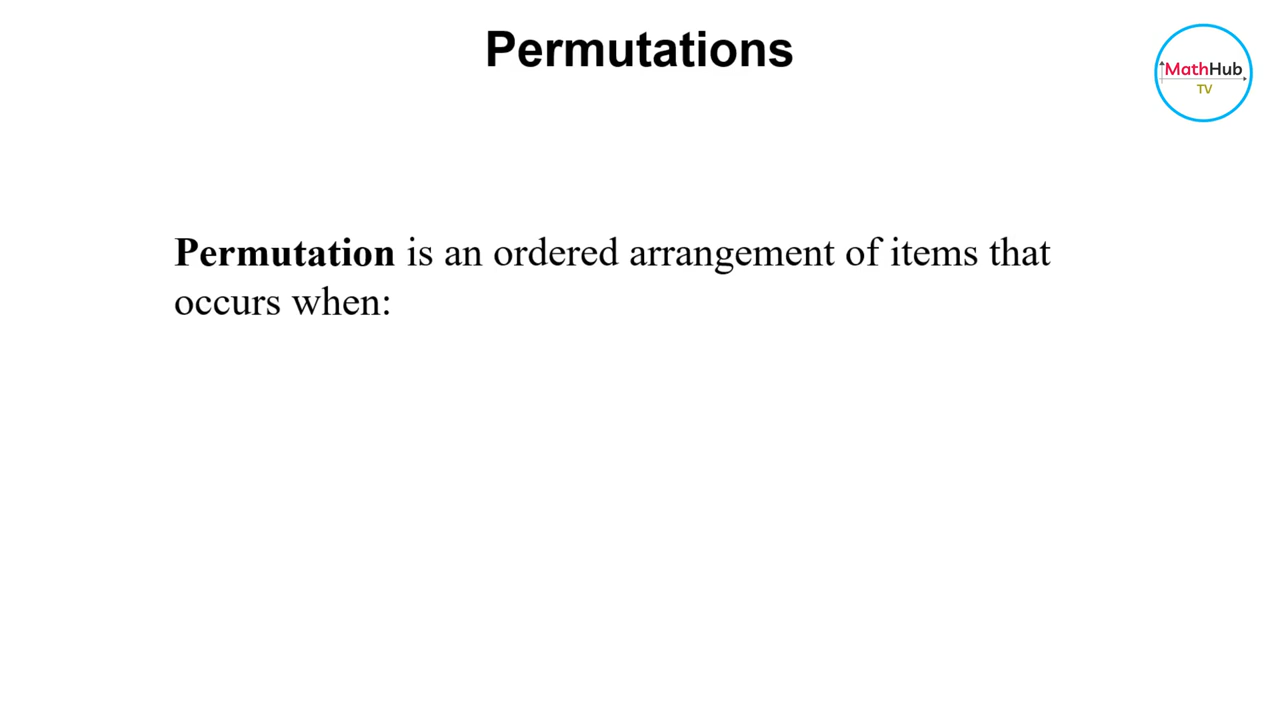 Permutations
MathHub
TV
Permutation is an ordered arrangement of items that
occurs when: